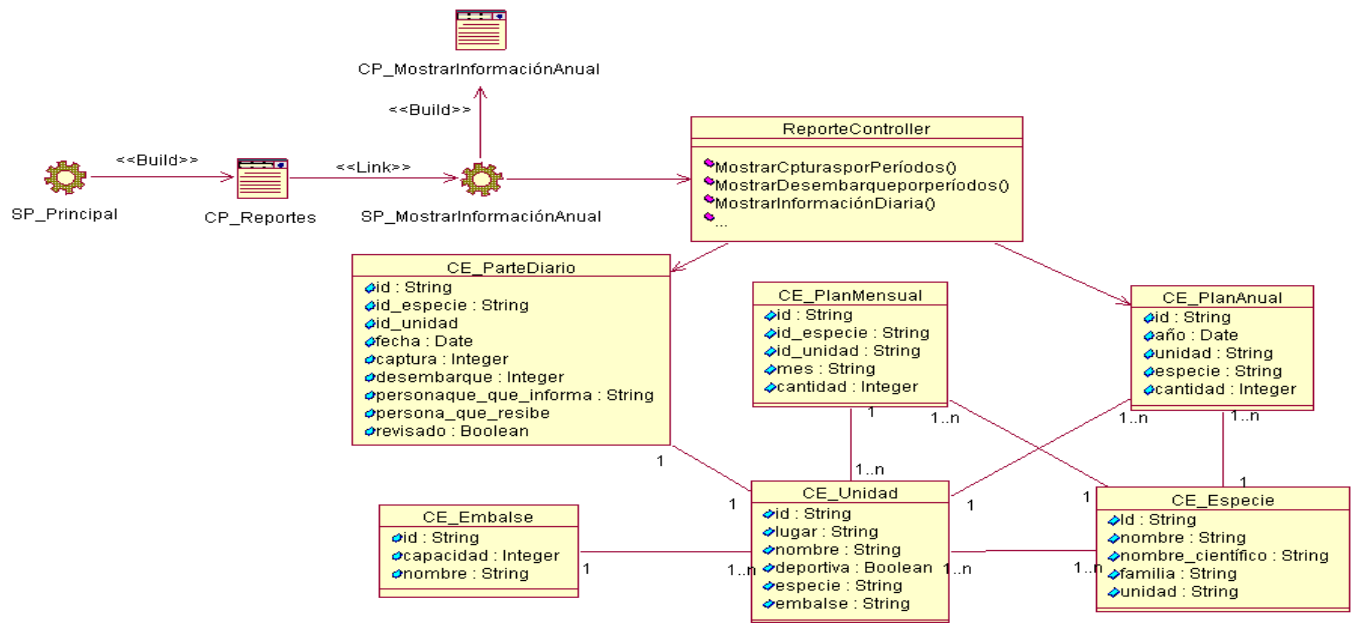 CP_MostrarInformaciónAnual
<<Build>>
<<Build>>
<<Link>>
SP_Principal
CP_Reportes
SP_MostrarInformaciónAnual
ReporteController
MostrarCpturasporPeríodos()
MostrarDesembarqueporperíodos()
MostrarInformaciónDiaria()
...
CE_ParteDiario
id : String
id_especie : String
id_unidad
fecha : Date
captura : Integer
desembarque : Integer
personaque_que_informa : String
persona_que_resibe
revisado : Boolean
CE_PlanMensual
id : String
id_especie : String
id_unidad : String
mes : String
cantidad : Integer
CE_PlanAnual
id : String
año : Date
unidad : String
especie : String
cantidad : Integer
1
1..n
1..n
1..n
1
1..n
1
1
1
1
CE_Embalse
id : String
capacidad : Integer
nombre : String
CE_Unidad
id : String
lugar : String
nombre : String
deportiva : Boolean
especie : String
embalse : String
CE_Especie
Id : String
nombre : String
nombre_científico : String
familia : String
unidad : String
1
1..n
1..n
1..n